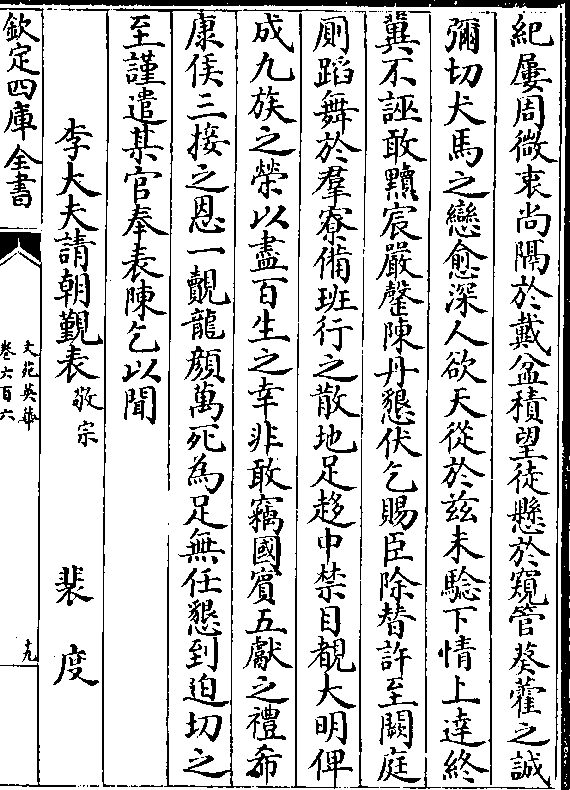 紀屢周微衷尚隔於戴盆積望徒懸於窺管葵藿之誠
彌切犬馬之戀愈深人欲天從於兹未驗下情上達終
冀不誣敢黷宸嚴罄陳丹懇伏乞賜臣除替許至闕庭
厠蹈舞於羣寮備班行之散地足趍中禁目覩大明俾
成九族之榮以盡百生之幸非敢竊國賓五獻之禮希
康侯三接之恩一覿龍顔萬死為足無任懇到迫切之
至謹遣某官奉表陳乞以聞
李大夫請朝覲表 敬宗 裴度
欽定四庫全書
文苑英華
卷六百六
十九